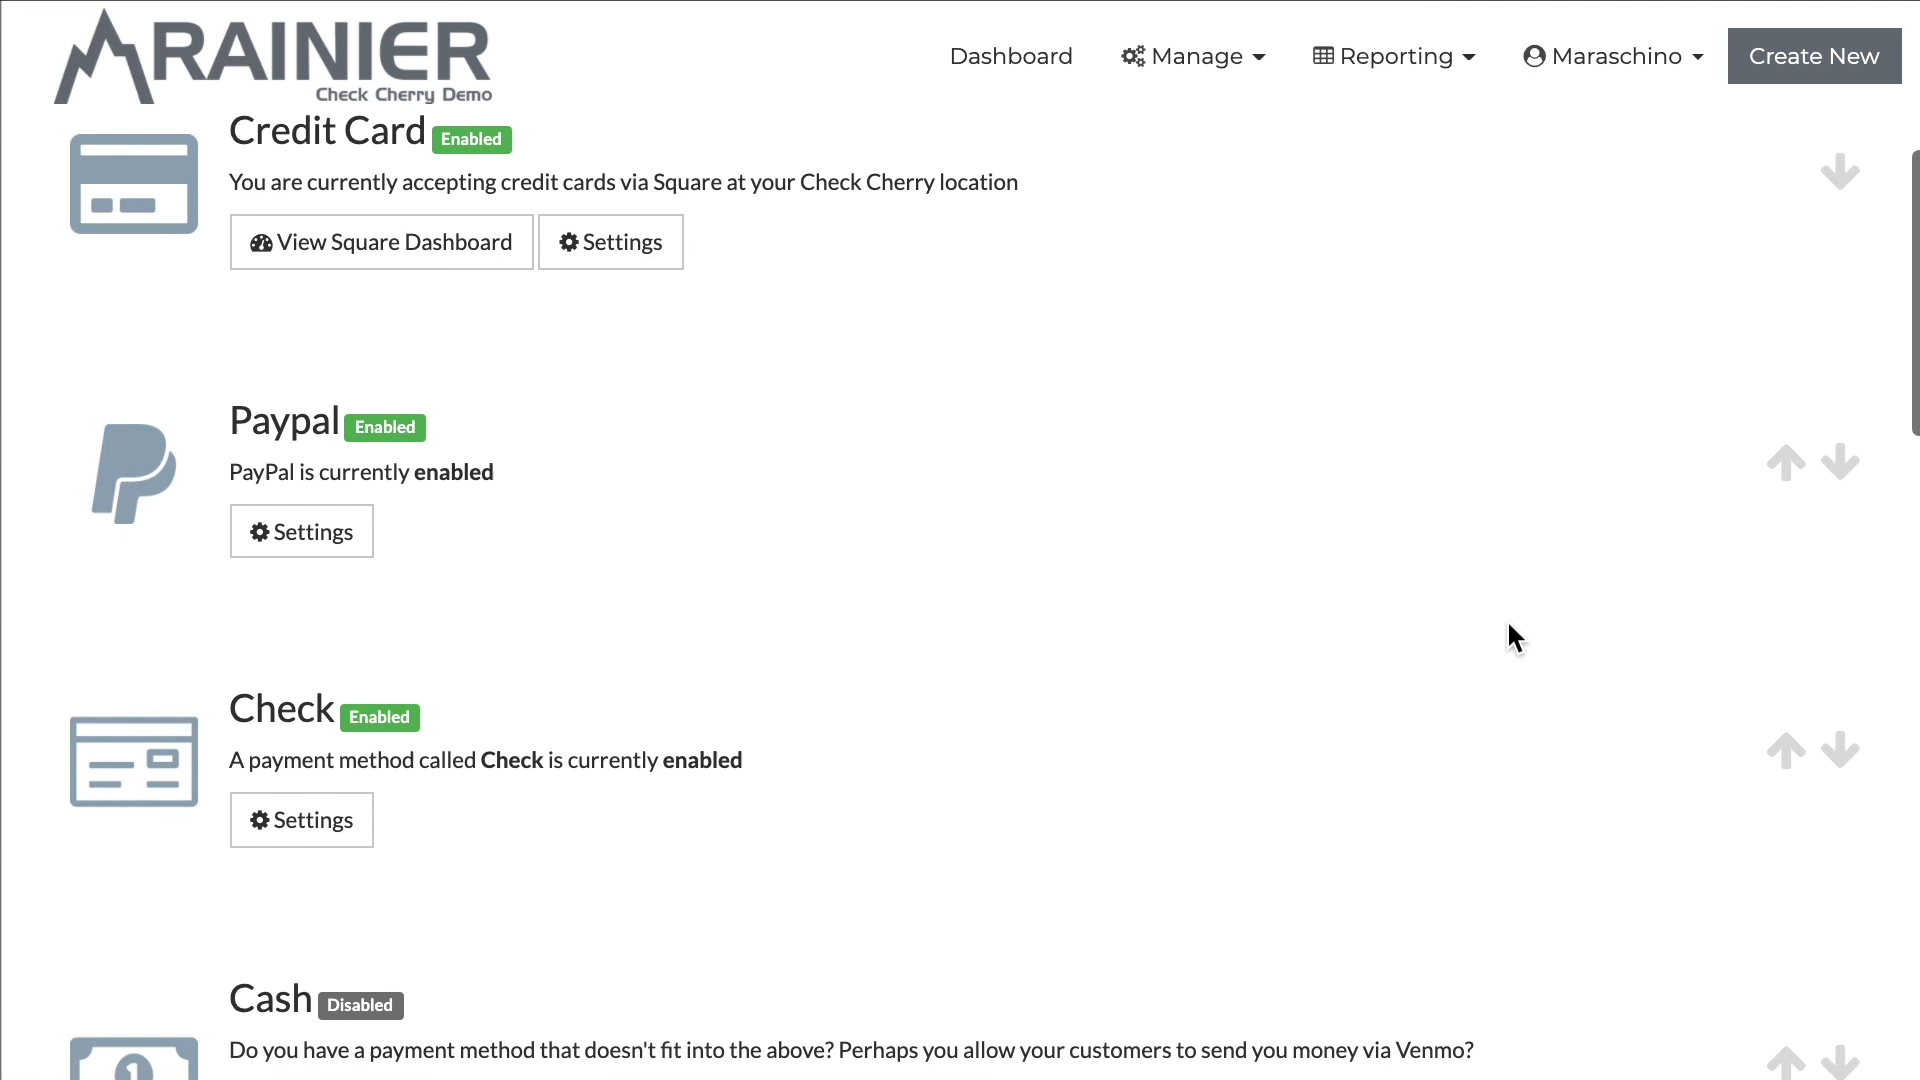 RAINIER
Check Cherry Demo
Dashboard
Manage
Reporting
Maraschino
Create New
Credit Card Enabled
You are currently accepting credit cards via Square at your Check Cherry location
View Square Dashboard
Settings
Paypal Enabled
PayPal is currently enabled
Settings
Check Enabled
A payment method called Check is currently enabled
Settings
Cash Disabled
Do you have a payment method that doesn't fit into the above? Perhaps you allow your customers to send you money via Venmo?